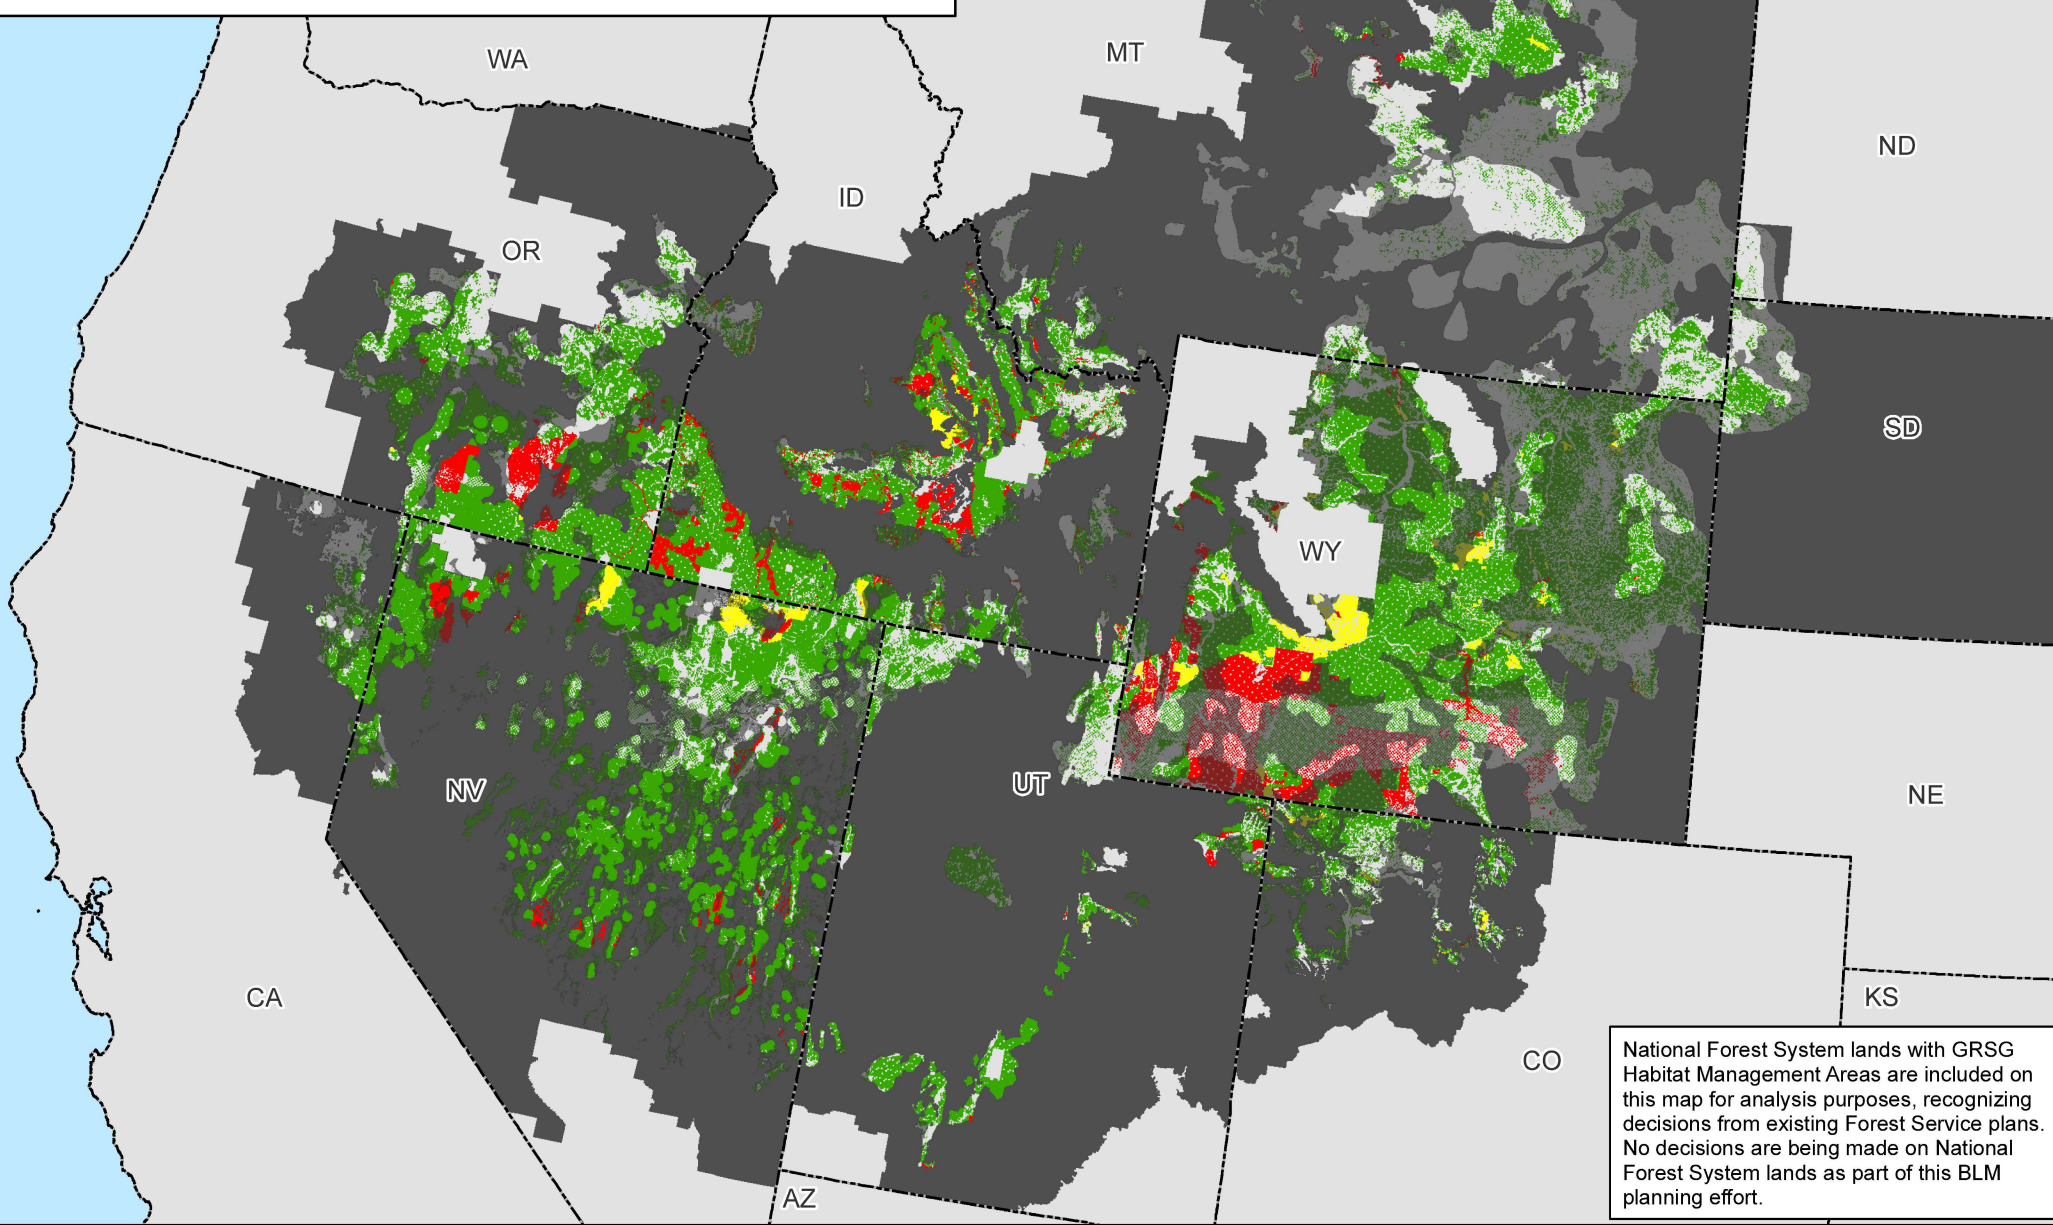 WA
MT
ND
ID
OR
SD
WY
NV
UT
NE
CA
KS
CO
AZ
National Forest System lands with GRSG
Habitat Management Areas are included on
this map for analysis purposes, recognizing
decisions from existing Forest Service plans.
No decisions are being made on National
Forest System lands as part of this BLM
planning effort.